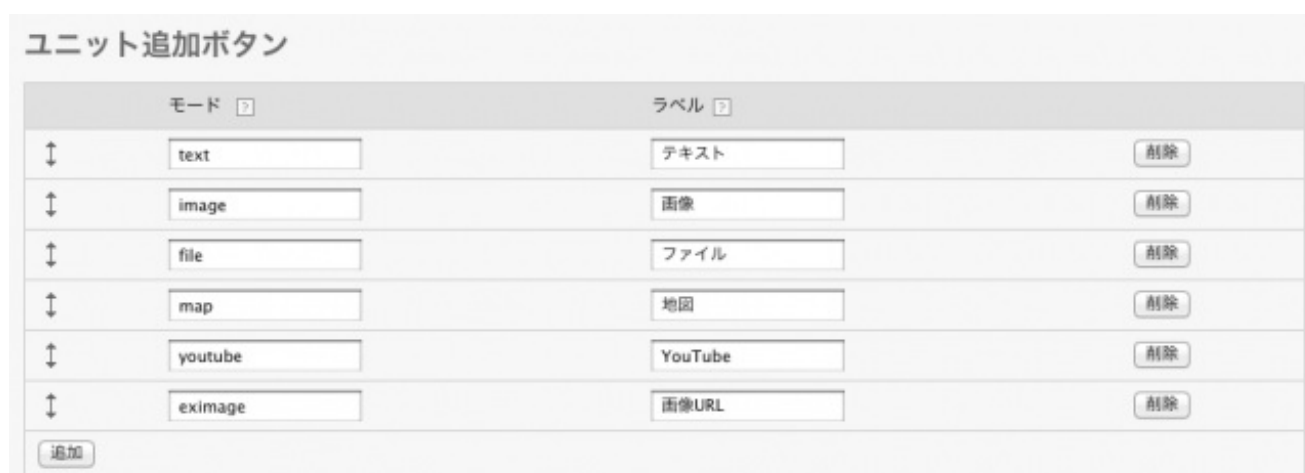 ユニット追加ボタン
モード ? ラベル ?
text テキスト 削除
image 画像 削除
file ファイル 削除
map 地図 削除
youtube YouTube 削除
eximage 画像URL 削除
追加